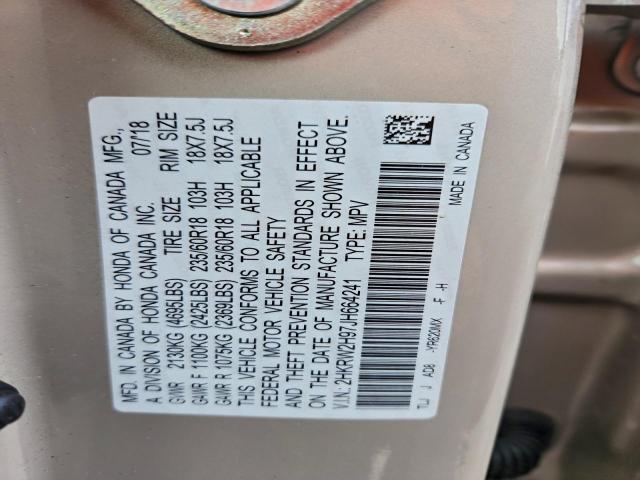 MFD. IN CANADA BY HONDA OF CANADA MFG.,
A DIVISION OF HONDA CANADA INC. 07/18
GVWR 2130KG (4695LBS) TIRE SIZE RIM SIZE
GAWR F 1100KG (2425LBS) 235/60R18 103H 18X7.5J
GAWR R 1075KG (2369LBS) 235/60R18 103H 18X7.5J
THIS VEHICLE CONFORMS TO ALL APPLICABLE
FEDERAL MOTOR VEHICLE SAFETY
AND THEFT PREVENTION STANDARDS IN EFFECT
ON THE DATE OF MANUFACTURE SHOWN ABOVE.
V.I.N.: 2HKRW2H97JH664241 TYPE: MPV
TLJ J AD8 -YR620MX -F -H
MADE IN CANADA